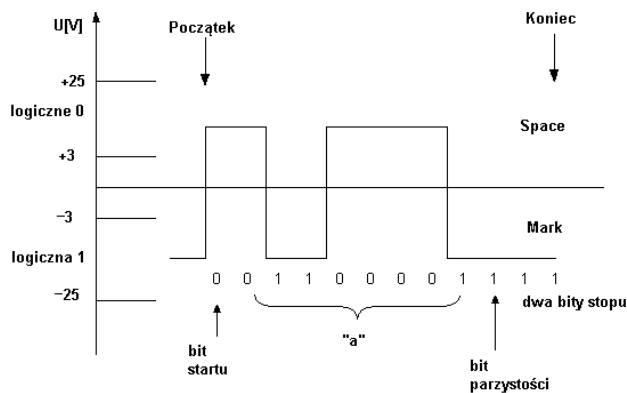 U[V]
Początek
Koniec
+25
logiczne 0
Space
+3
−3
Mark
logiczna 1
0 0 1 1 0 0 0 0 1 1 1 1
−25
dwa bity stopu
"a"
bit
startu
bit
parzystości